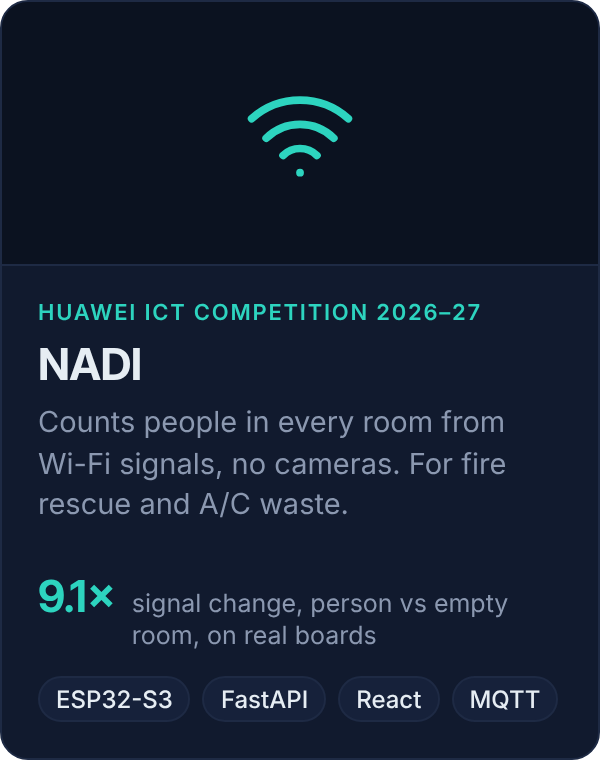 HUAWEI ICT COMPETITION 2026–27
NADI
Counts people in every room from
Wi-Fi signals, no cameras. For fire
rescue and A/C waste.
9.1× signal change, person vs empty
room, on real boards
ESP32-S3 FastAPI React MQTT